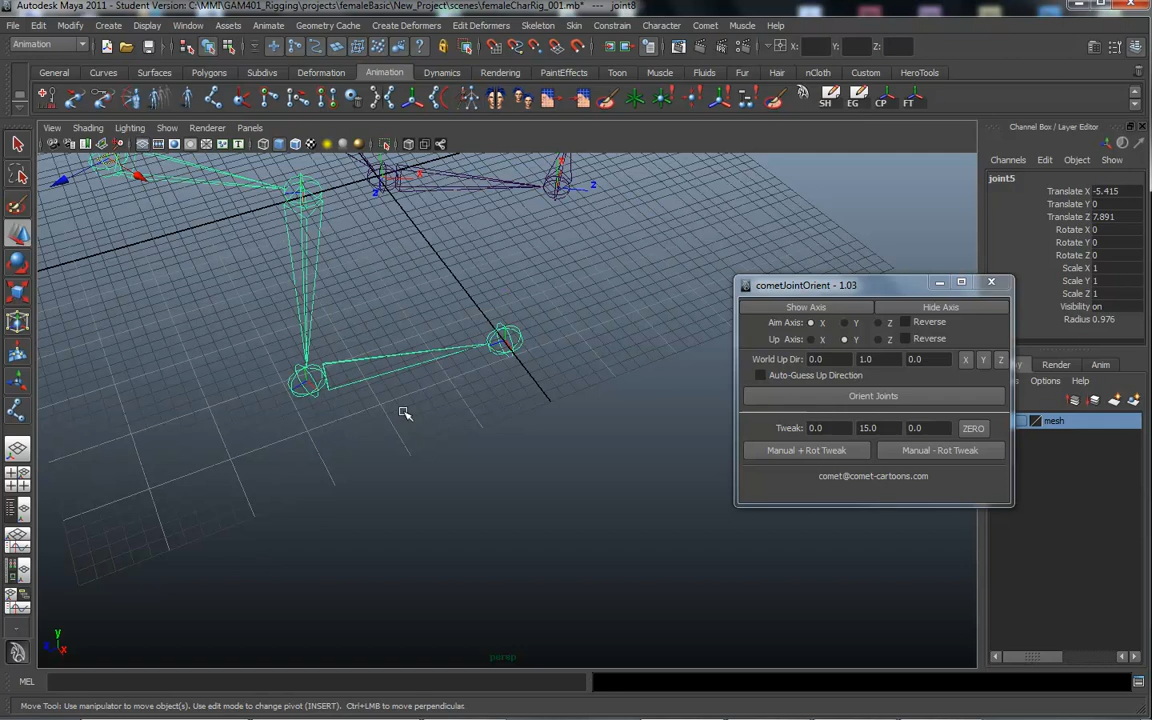 Autodesk Maya 2011 - Student Version: C:\MMI\GAM401_Rigging\projects\femaleBasic\New_Project\scenes\femaleCharRig_001.mb* --- joint8
File Edit Modify Create Display Window Assets Animate Geometry Cache Create Deformers Edit Deformers Skeleton Skin Constraint Character Comet Muscle Help
Animation X: Y: Z:
General Curves Surfaces Polygons Subdivs Deformation Animation Dynamics Rendering PaintEffects Toon Muscle Fluids Fur Hair nCloth Custom HeroTools
SH EG CP FT
View Shading Lighting Show Renderer Panels
Channel Box / Layer Editor
Channels Edit Object Show
joint5
Translate X -5.415
Translate Y 0
Translate Z 7.891
Rotate X 0
Rotate Y 0
Rotate Z 0
Scale X 1
Scale Y 1
Scale Z 1
Visibility on
Radius 0.976
cometJointOrient - 1.03
Show Axis Hide Axis
Aim Axis: X Y Z Reverse
Up Axis: X Y Z Reverse
World Up Dir: 0.0 1.0 0.0 X Y Z
Auto-Guess Up Direction
Orient Joints
Tweak: 0.0 15.0 0.0 ZERO
Manual + Rot Tweak Manual - Rot Tweak
comet@comet-cartoons.com
Render Anim
Options Help
mesh
z
x
z
y
x
persp
MEL
Move Tool: Use manipulator to move object(s). Use edit mode to change pivot (INSERT). Ctrl+LMB to move perpendicular.